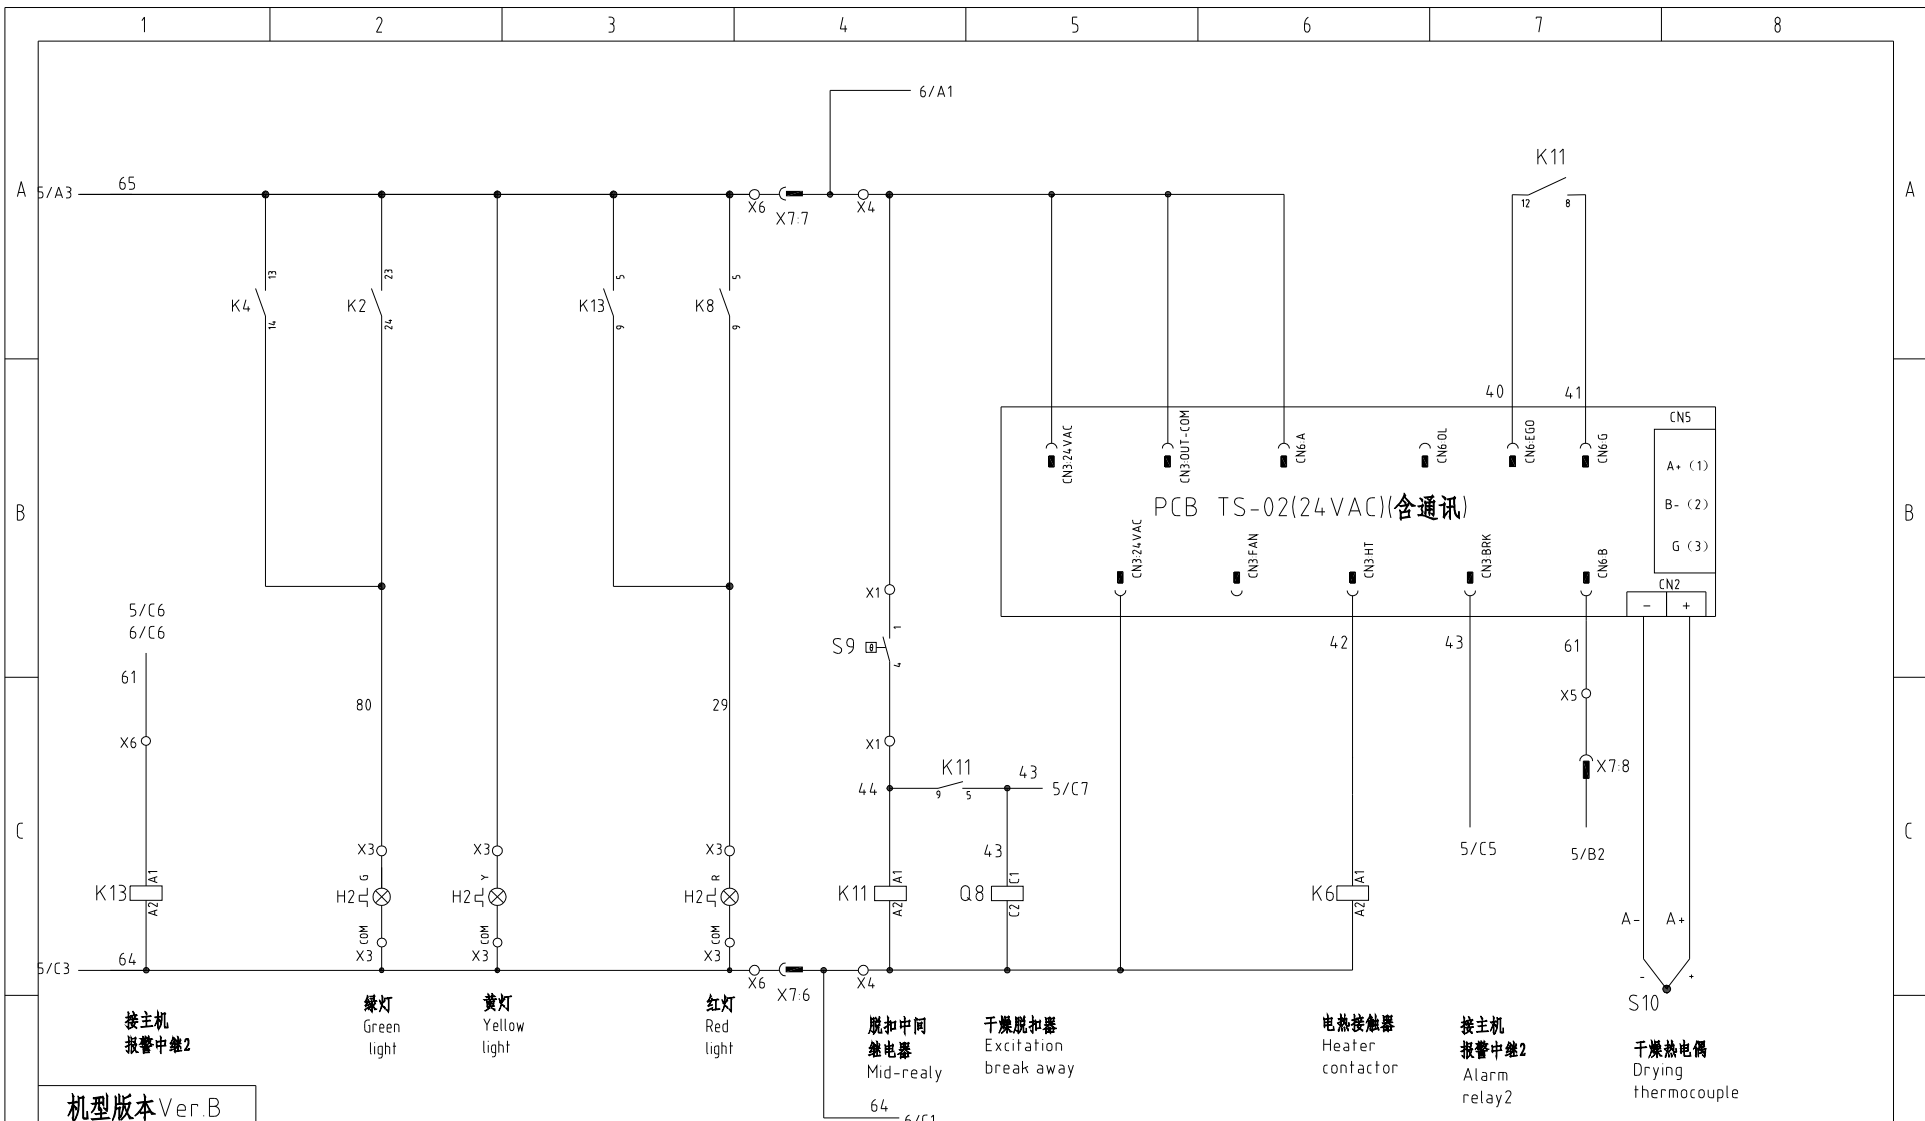 1 2 3 4 5 6 7 8
6/A1
K11
A 5/A3 65 A
X6 X7:7 X4 12 8
13 23 5 5
K4 K2 K13 K8
14 24 9 9
40 41
CN5
CN3:24VAC CN3:OUT-COM CN6:A CN6:OL CN6:EGO CN6:G
A+ (1)
B- (2)
G (3)
B PCB TS-02(24VAC)(含通讯) B
CN3:24VAC CN3:FAN CN3:HT CN3:BRK CN6:B
CN2
- +
5/C6
6/C6
X1
1
S9 θ
4
42 43 61
61
X5
80 29
X6 X1
K11 43
X7:8
44 9 5 5/C7
C C
X3 X3 X3 43 5/C5 5/B2
A1 G Y R A1 C1 A1
K13 H2 H2 H2 K11 Q8 K6
A2 A2 C2 A2
A- A+
COM COM COM
X3 X3 X3
5/C3 64
X6 X7:6 X4
- +
S10
绿灯
Green
light
黄灯
Yellow
light
红灯
Red
light
接主机
报警中继2
脱扣中间
继电器
Mid-realy
干燥脱扣器
Excitation
break away
电热接触器
Heater
contactor
接主机
报警中继2
Alarm
relay2
干燥热电偶
Drying
thermocouple
机型版本Ver.B
64
6/C1